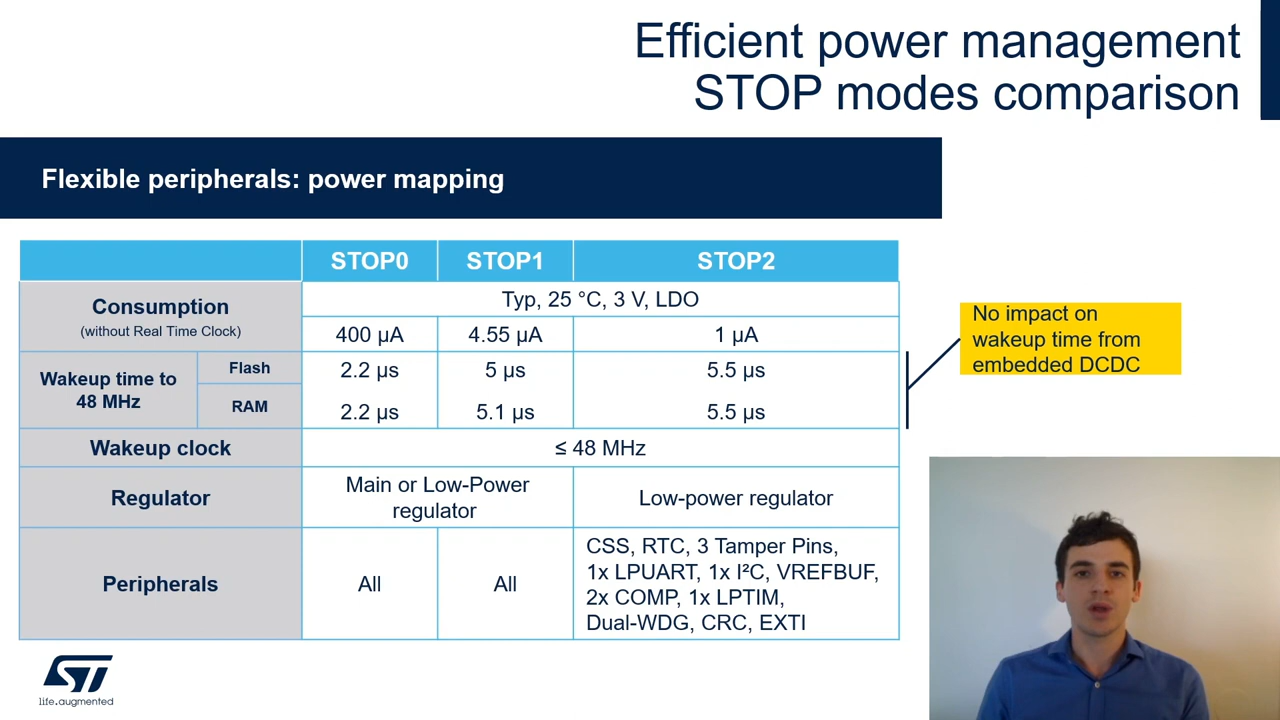 Efficient power management
STOP modes comparison
Flexible peripherals: power mapping
STOP0 STOP1 STOP2
Consumption
(without Real Time Clock)
Typ, 25 °C, 3 V, LDO
400 µA 4.55 µA 1 µA
Wakeup time to
48 MHz
Flash 2.2 µs 5 µs 5.5 µs
RAM 2.2 µs 5.1 µs 5.5 µs
No impact on
wakeup time from
embedded DCDC
Wakeup clock ≤ 48 MHz
Regulator
Main or Low-Power
regulator
Low-power regulator
Peripherals All All
CSS, RTC, 3 Tamper Pins,
1x LPUART, 1x I²C, VREFBUF,
2x COMP, 1x LPTIM,
Dual-WDG, CRC, EXTI
ST
life.augmented